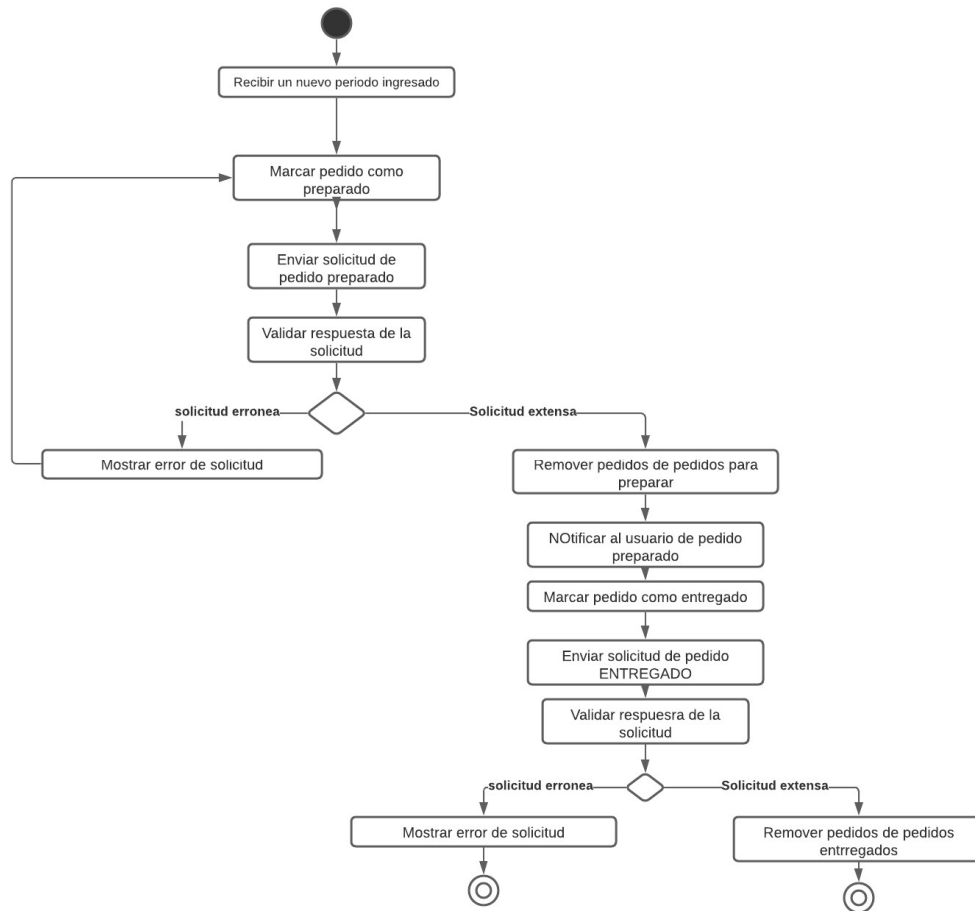 Recibir un nuevo periodo ingresado
Marcar pedido como
preparado
Enviar solicitud de
pedido preparado
Validar respuesta de la
solicitud
solicitud erronea
Solicitud extensa
Mostrar error de solicitud
Remover pedidos de pedidos para
preparar
NOtificar al usuario de pedido
preparado
Marcar pedido como entregado
Enviar solicitud de pedido
ENTREGADO
Validar respuesra de la
solicitud
solicitud erronea
Solicitud extensa
Mostrar error de solicitud
Remover pedidos de pedidos
entrregados